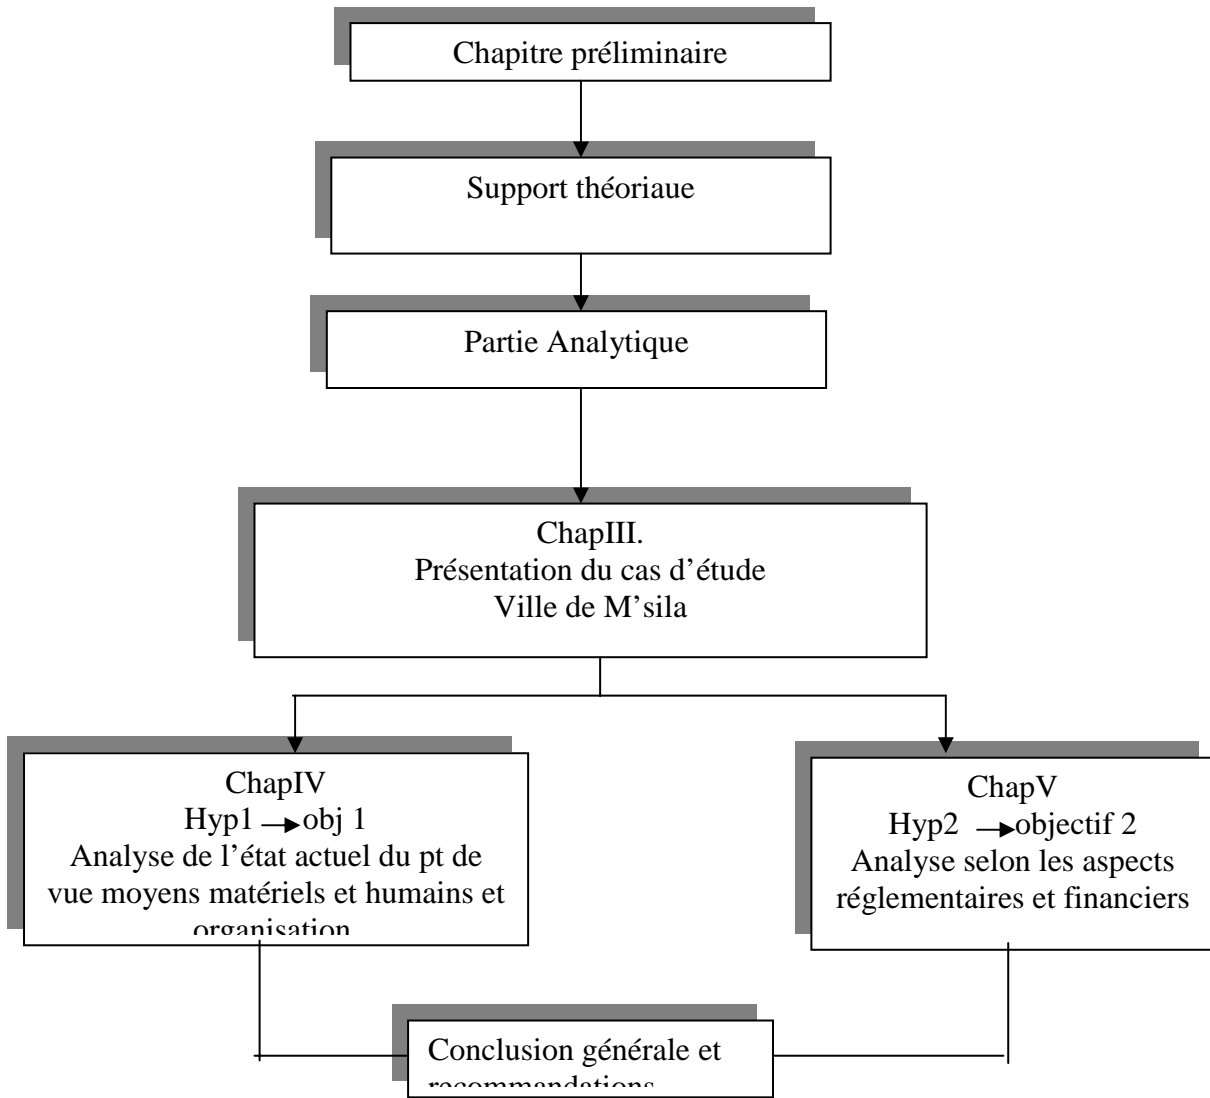 Chapitre préliminaire
Support théoriaue
Partie Analytique
ChapIII.
Présentation du cas d’étude
Ville de M’sila
ChapIV
Hyp1 → obj 1
Analyse de l’état actuel du pt de
vue moyens matériels et humains et
organisation
ChapV
Hyp2 → objectif 2
Analyse selon les aspects
réglementaires et financiers
Conclusion générale et
recommandations